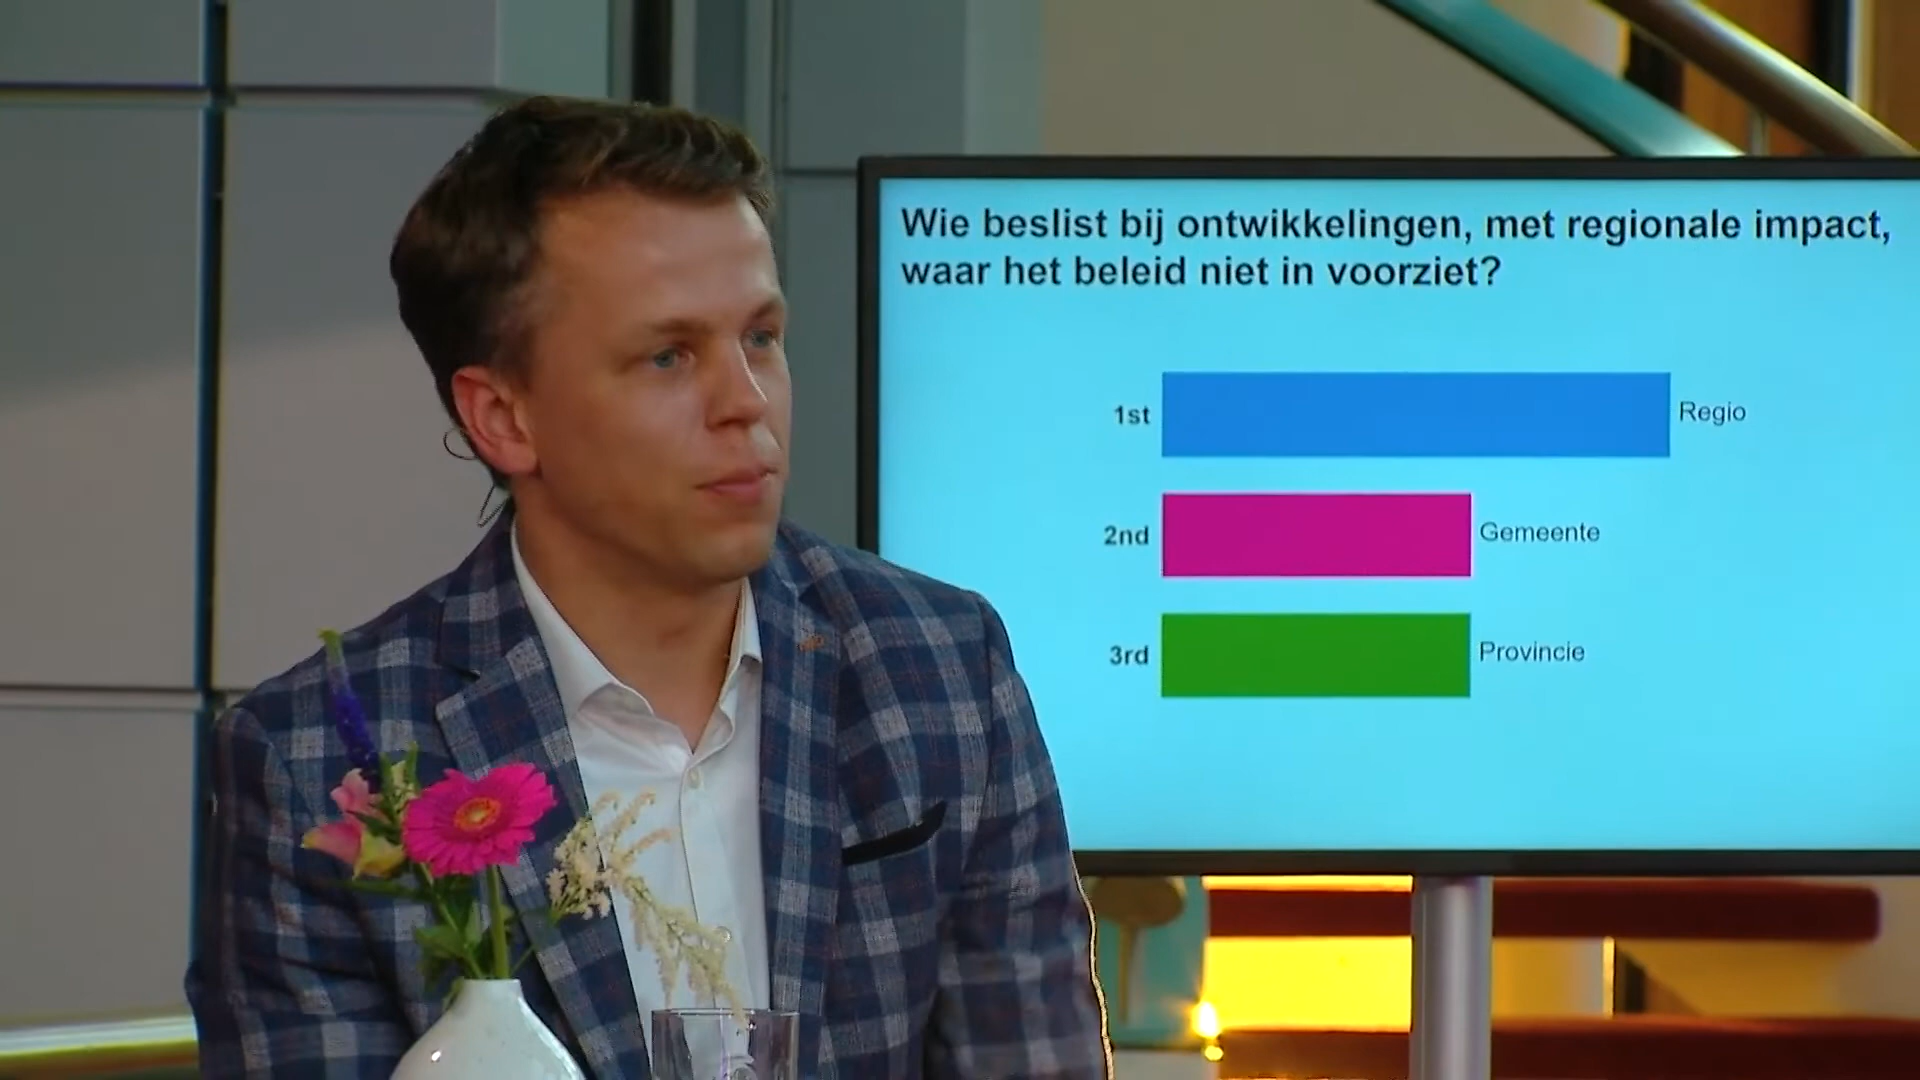 Wie beslist bij ontwikkelingen, met regionale impact,
waar het beleid niet in voorziet?
1st Regio
2nd Gemeente
3rd Provincie